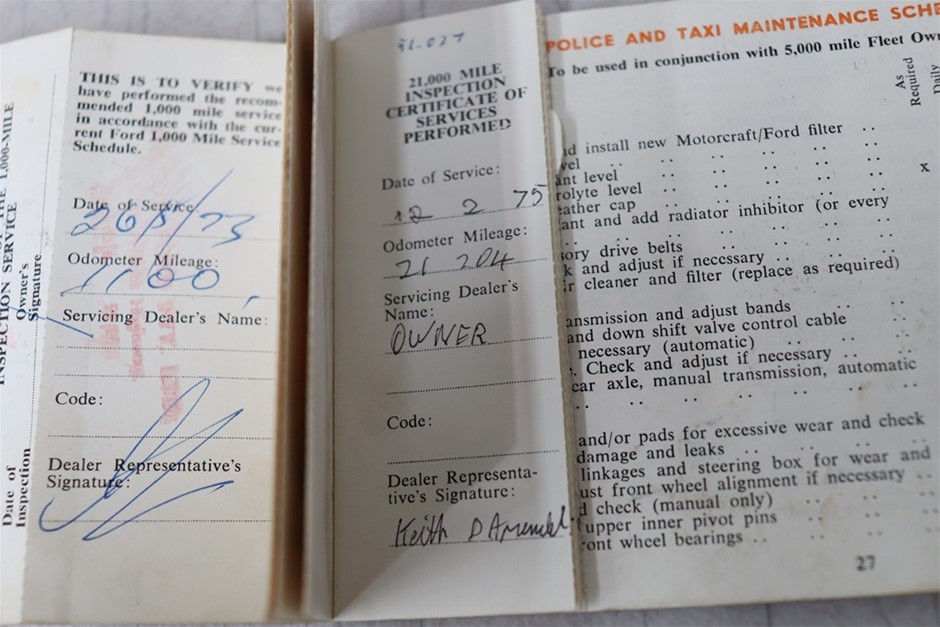 INSPECTION SERVICE
1,000-MILE
Owner's
Signature
Date of
Inspection
THIS IS TO VERIFY we
have performed the recom-
mended 1,000 mile service
in accordance with the cur-
rent Ford 1,000 Mile Service
Schedule.
Date of Service
Odometer Mileage:
1100
Servicing Dealer's Name:
Code:
Dealer Representative's
Signature:
21,000 MILE
INSPECTION
CERTIFICATE OF
SERVICES
PERFORMED
Date of Service:
12 2 75
Odometer Mileage:
21 204
Servicing Dealer's
Name:
OWNER
Code:
Dealer Representa-
tive's Signature:
Keith D
POLICE AND TAXI MAINTENANCE SCHE
To be used in conjunction with 5,000 mile Fleet Own
As
Required
Daily
nd install new Motorcraft/Ford filter ..
vel .. .. .. .. ..
ant level .. .. .. .. x
rolyte level .. .. .. ..
eather cap .. .. .. ..
ant and add radiator inhibitor (or every
.. .. .. .. .. ..
sory drive belts .. .. ..
k and adjust if necessary .. .. ..
ir cleaner and filter (replace as required)
ansmission and adjust bands .. ..
and down shift valve control cable
necessary (automatic) .. .. ..
. Check and adjust if necessary .. ..
ear axle, manual transmission, automatic
.. .. .. .. .. ..
and/or pads for excessive wear and check
damage and leaks .. .. .. ..
linkages and steering box for wear and
ust front wheel alignment if necessary ..
d check (manual only) .. .. ..
upper inner pivot pins .. .. ..
ront wheel bearings .. .. .. ..
27